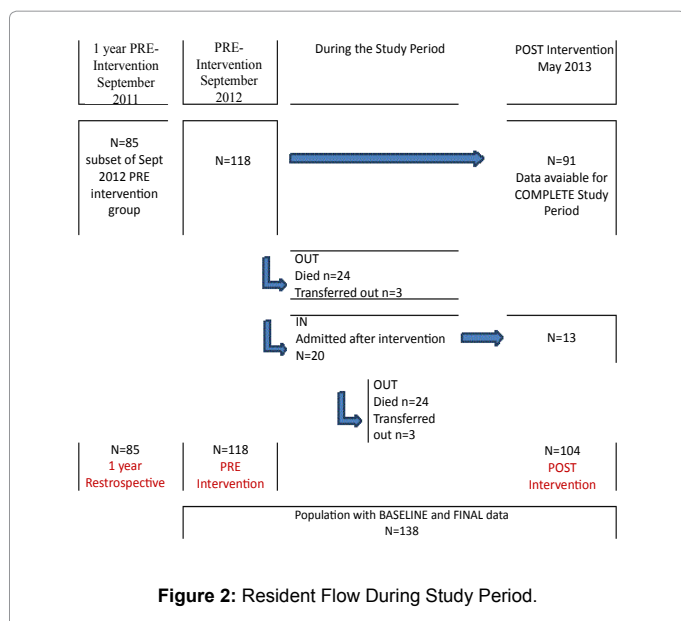 1 year PRE-
Intervention
September
2011
PRE-
Intervention
September
2012
During the Study Period
POST Intervention
May 2013
N=85
subset of Sept
2012 PRE
intervention
group
N=118
N=91
Data avaiable for
COMPLETE Study
Period
OUT
Died n=24
Transferred out n=3
IN
Admitted after intervention
N=20
N=13
OUT
Died n=24
Transferred
out n=3
N=85
1 year
Restrospective
N=118
PRE
Intervention
N=104
POST
Intervention
Population with BASELINE and FINAL data
N=138
Figure 2: Resident Flow During Study Period.